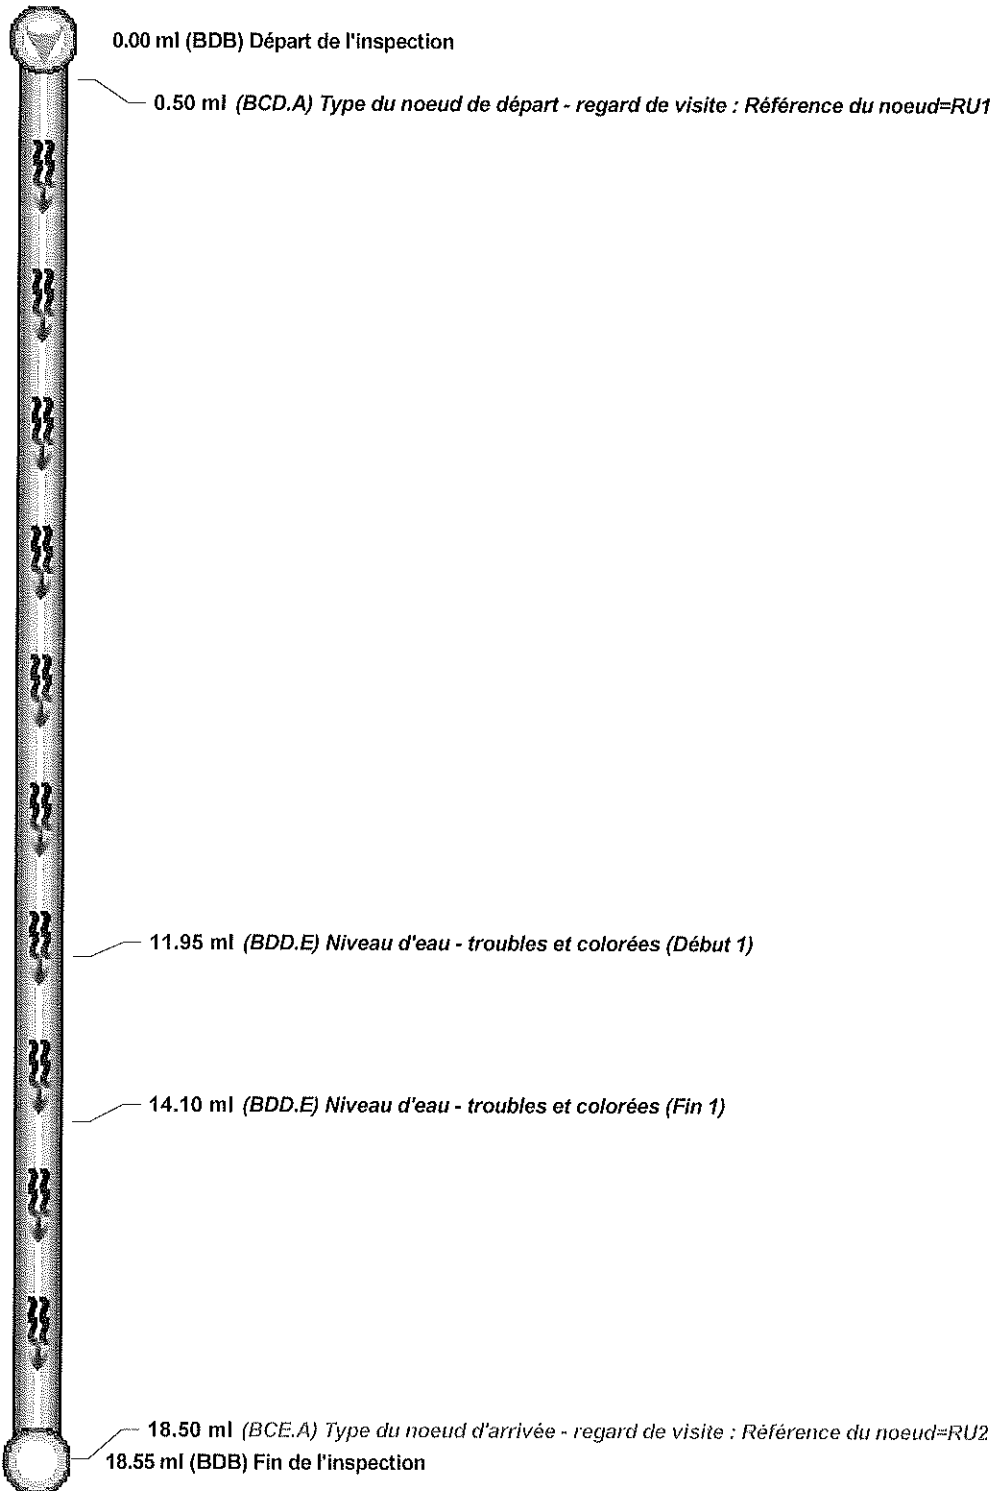 0.00 ml (BDB) Départ de l'inspection
0.50 ml (BCD.A) Type du noeud de départ - regard de visite : Référence du noeud=RU1
11.95 ml (BDD.E) Niveau d'eau - troubles et colorées (Début 1)
14.10 ml (BDD.E) Niveau d'eau - troubles et colorées (Fin 1)
18.50 ml (BCE.A) Type du noeud d'arrivée - regard de visite : Référence du noeud=RU2
18.55 ml (BDB) Fin de l'inspection